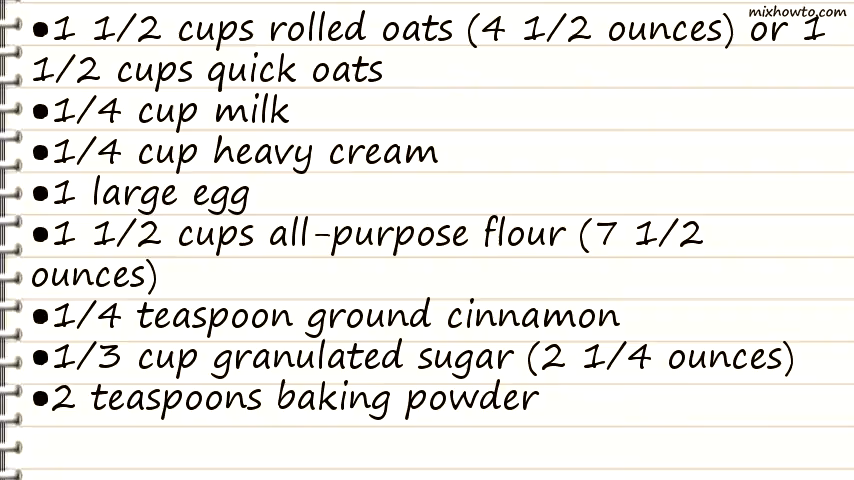 mixhowto.com
•1 1/2 cups rolled oats (4 1/2 ounces) or 1
1/2 cups quick oats
•1/4 cup milk
•1/4 cup heavy cream
•1 large egg
•1 1/2 cups all-purpose flour (7 1/2
ounces)
•1/4 teaspoon ground cinnamon
•1/3 cup granulated sugar (2 1/4 ounces)
•2 teaspoons baking powder